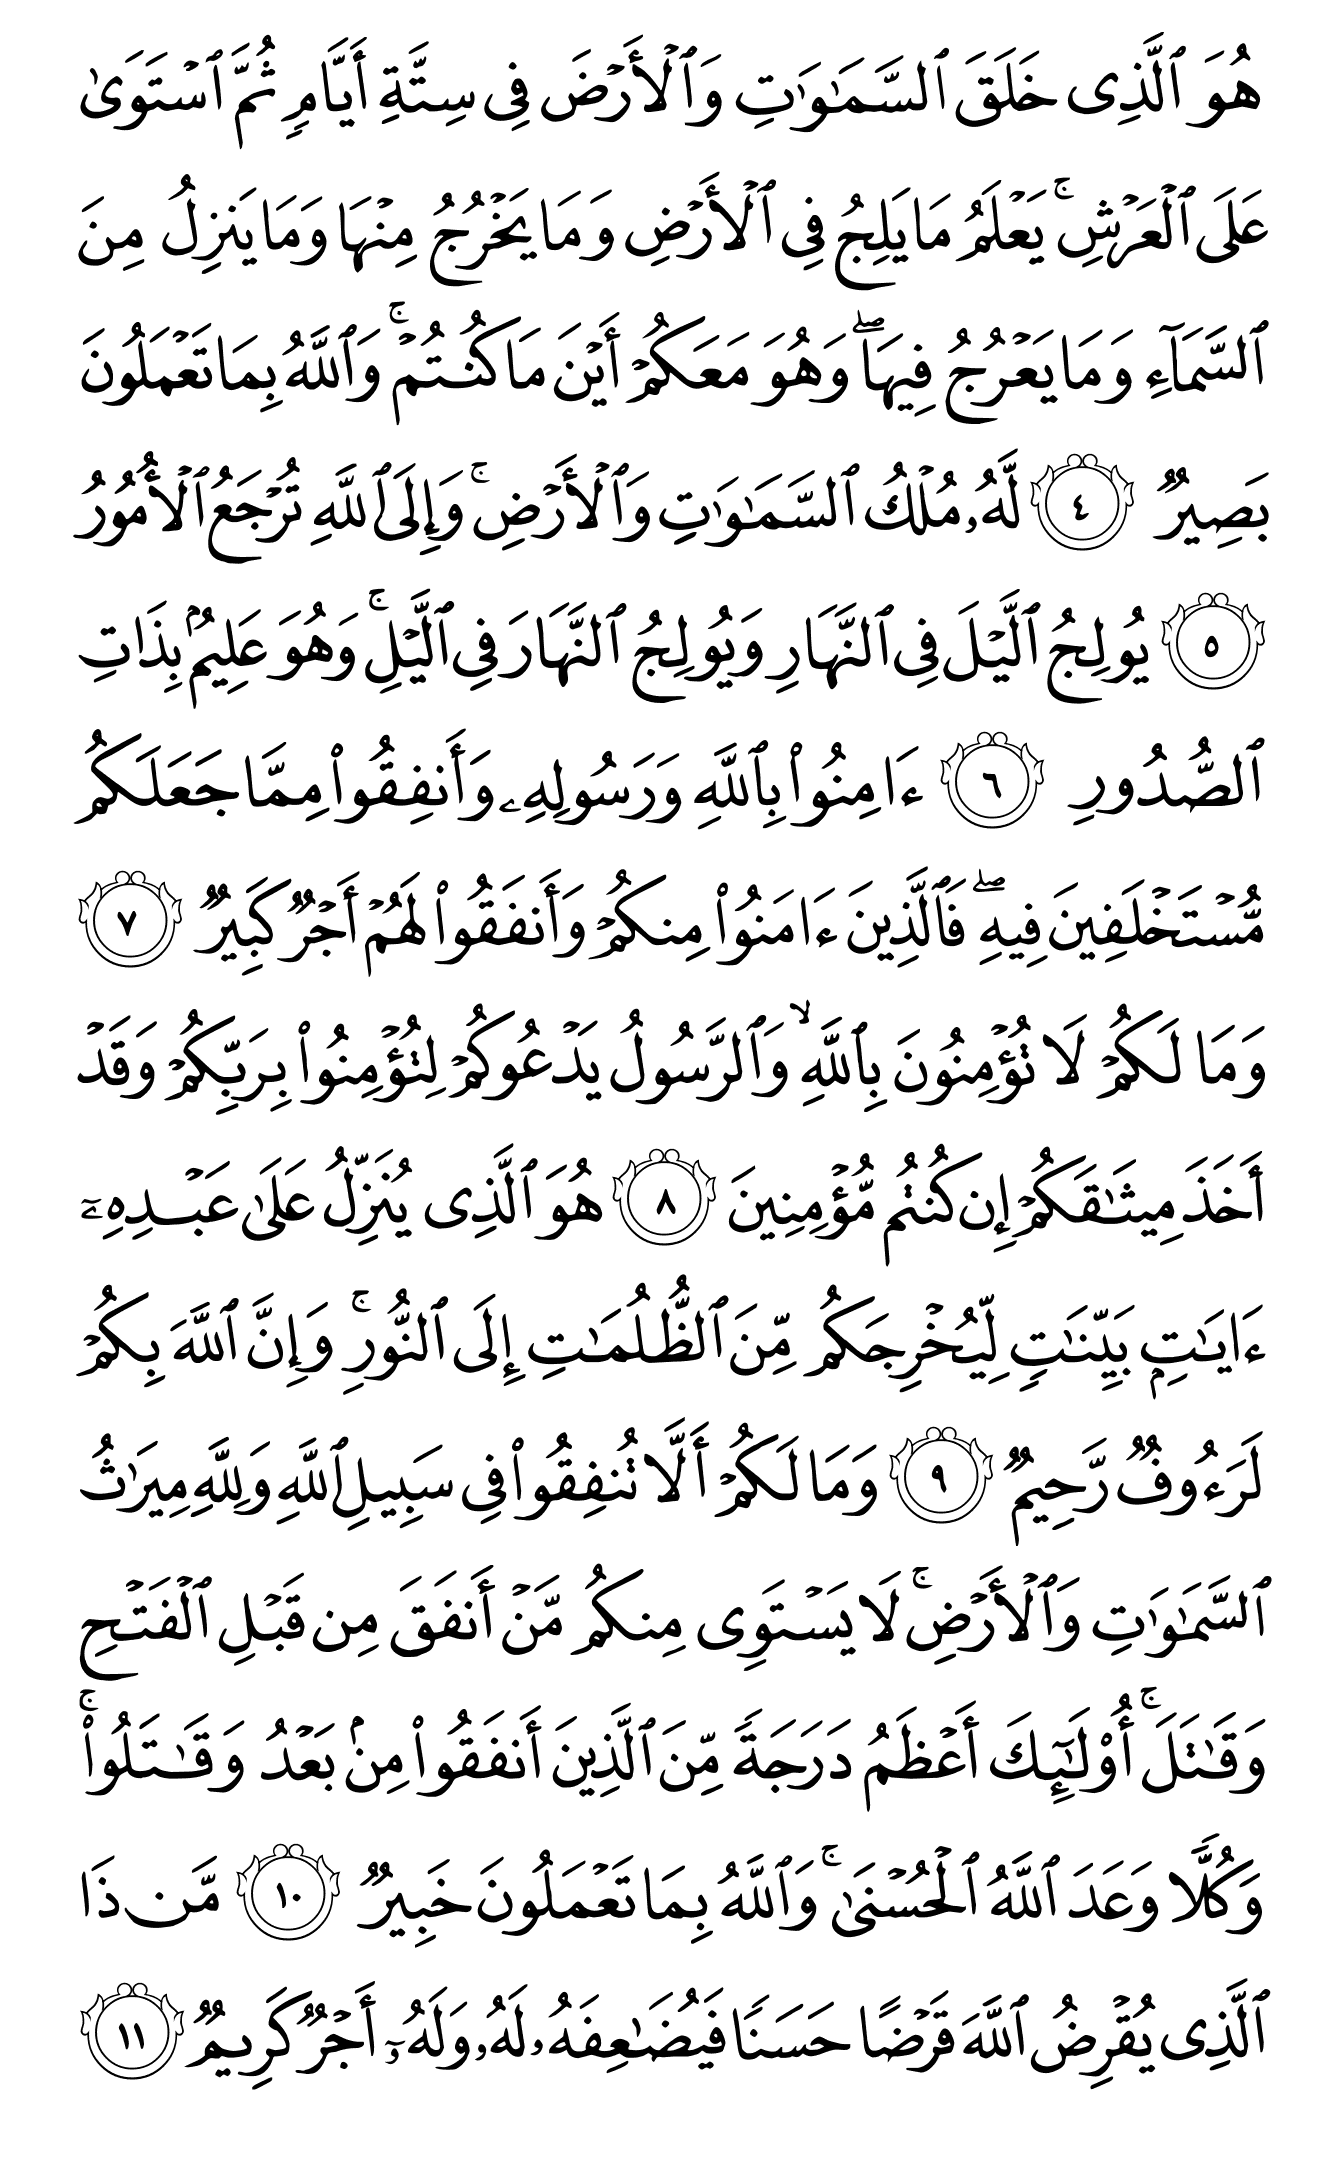 هُوَ ٱلَّذِى خَلَقَ ٱلسَّمَٰوَٰتِ وَٱلْأَرْضَ فِى سِتَّةِ أَيَّامٍ ثُمَّ ٱسْتَوَىٰ
عَلَى ٱلْعَرْشِ ۚ يَعْلَمُ مَا يَلِجُ فِى ٱلْأَرْضِ وَمَا يَخْرُجُ مِنْهَا وَمَا يَنزِلُ مِنَ
ٱلسَّمَآءِ وَمَا يَعْرُجُ فِيهَا ۖ وَهُوَ مَعَكُمْ أَيْنَ مَا كُنتُمْ ۚ وَٱللَّهُ بِمَا تَعْمَلُونَ
بَصِيرٌ ٤ لَّهُۥ مُلْكُ ٱلسَّمَٰوَٰتِ وَٱلْأَرْضِ ۚ وَإِلَى ٱللَّهِ تُرْجَعُ ٱلْأُمُورُ
٥ يُولِجُ ٱلَّيْلَ فِى ٱلنَّهَارِ وَيُولِجُ ٱلنَّهَارَ فِى ٱلَّيْلِ ۚ وَهُوَ عَلِيمٌۢ بِذَاتِ
ٱلصُّدُورِ ٦ ءَامِنُوا۟ بِٱللَّهِ وَرَسُولِهِۦ وَأَنفِقُوا۟ مِمَّا جَعَلَكُم
مُّسْتَخْلَفِينَ فِيهِ ۖ فَٱلَّذِينَ ءَامَنُوا۟ مِنكُمْ وَأَنفَقُوا۟ لَهُمْ أَجْرٌ كَبِيرٌ ٧
وَمَا لَكُمْ لَا تُؤْمِنُونَ بِٱللَّهِ ۙ وَٱلرَّسُولُ يَدْعُوكُمْ لِتُؤْمِنُوا۟ بِرَبِّكُمْ وَقَدْ
أَخَذَ مِيثَٰقَكُمْ إِن كُنتُم مُّؤْمِنِينَ ٨ هُوَ ٱلَّذِى يُنَزِّلُ عَلَىٰ عَبْدِهِۦٓ
ءَايَٰتٍۭ بَيِّنَٰتٍ لِّيُخْرِجَكُم مِّنَ ٱلظُّلُمَٰتِ إِلَى ٱلنُّورِ ۚ وَإِنَّ ٱللَّهَ بِكُمْ
لَرَءُوفٌ رَّحِيمٌ ٩ وَمَا لَكُمْ أَلَّا تُنفِقُوا۟ فِى سَبِيلِ ٱللَّهِ وَلِلَّهِ مِيرَٰثُ
ٱلسَّمَٰوَٰتِ وَٱلْأَرْضِ ۚ لَا يَسْتَوِى مِنكُم مَّنْ أَنفَقَ مِن قَبْلِ ٱلْفَتْحِ
وَقَٰتَلَ ۚ أُو۟لَٰٓئِكَ أَعْظَمُ دَرَجَةً مِّنَ ٱلَّذِينَ أَنفَقُوا۟ مِنۢ بَعْدُ وَقَٰتَلُوا۟ ۚ
وَكُلًّا وَعَدَ ٱللَّهُ ٱلْحُسْنَىٰ ۚ وَٱللَّهُ بِمَا تَعْمَلُونَ خَبِيرٌ ١٠ مَّن ذَا
ٱلَّذِى يُقْرِضُ ٱللَّهَ قَرْضًا حَسَنًا فَيُضَٰعِفَهُۥ لَهُۥ وَلَهُۥٓ أَجْرٌ كَرِيمٌ ١١